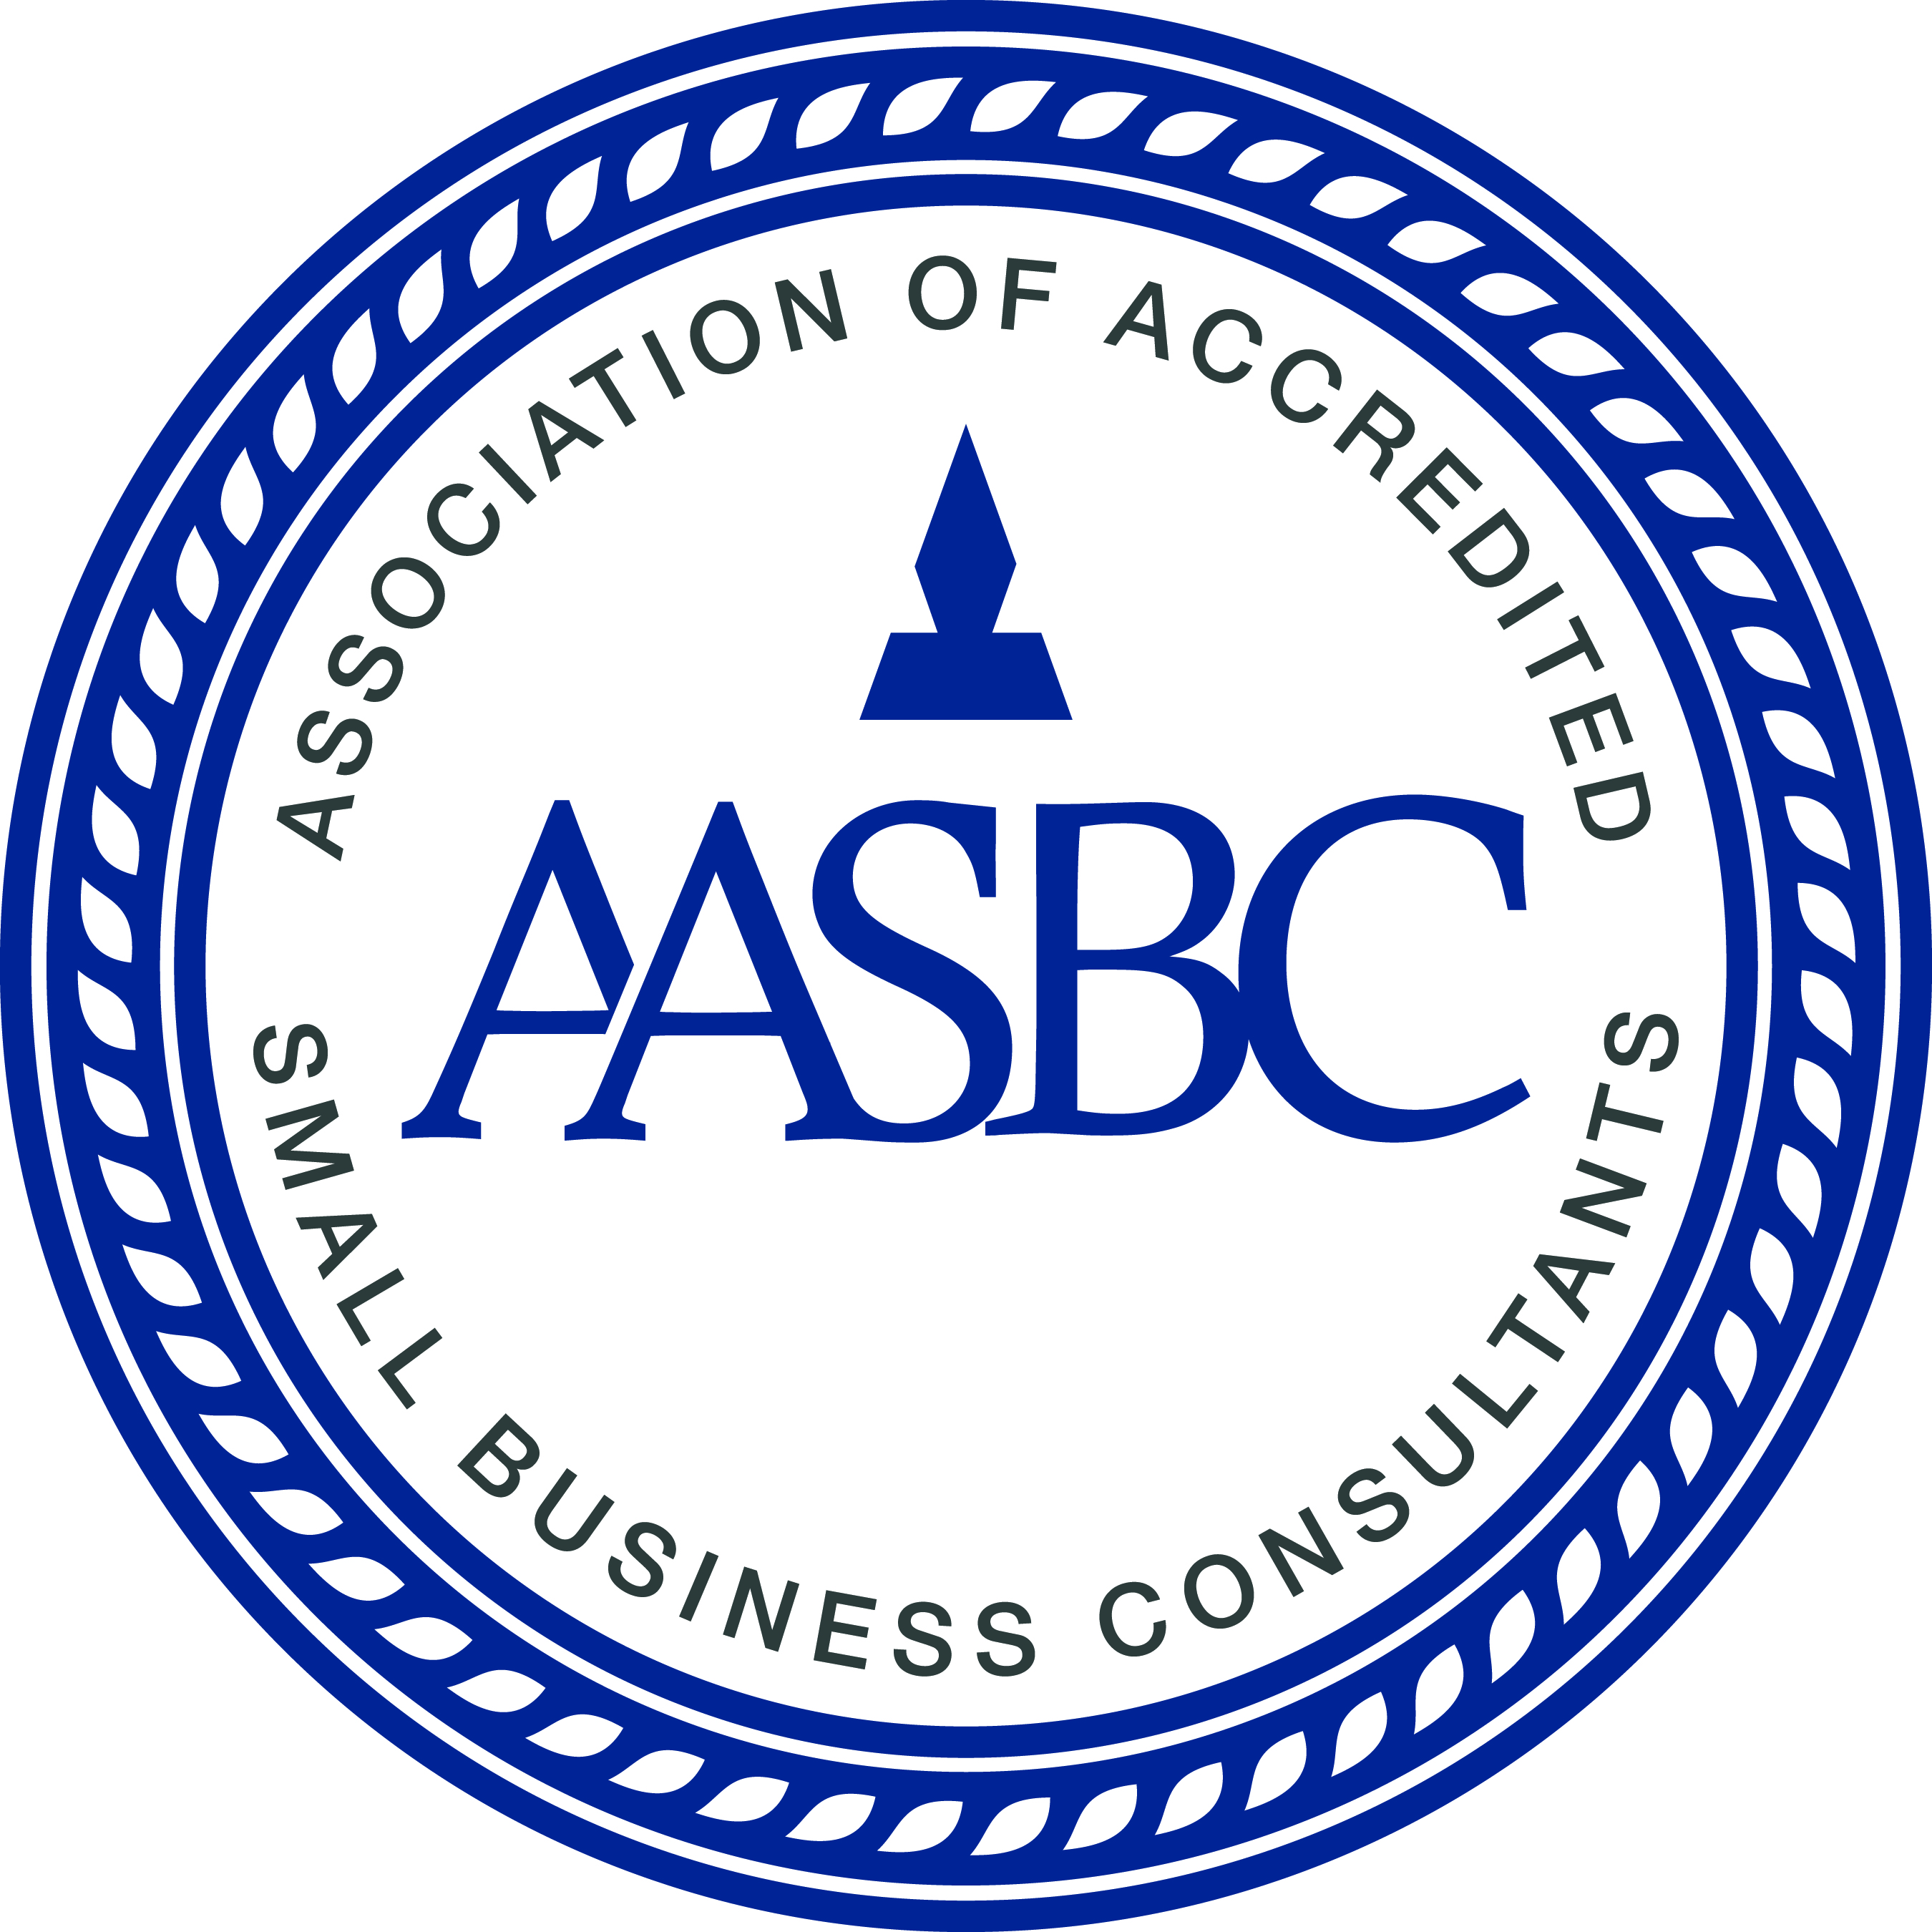 ASSOCIATION OF ACCREDITED
AASBC
SMALL BUSINESS CONSULTANTS